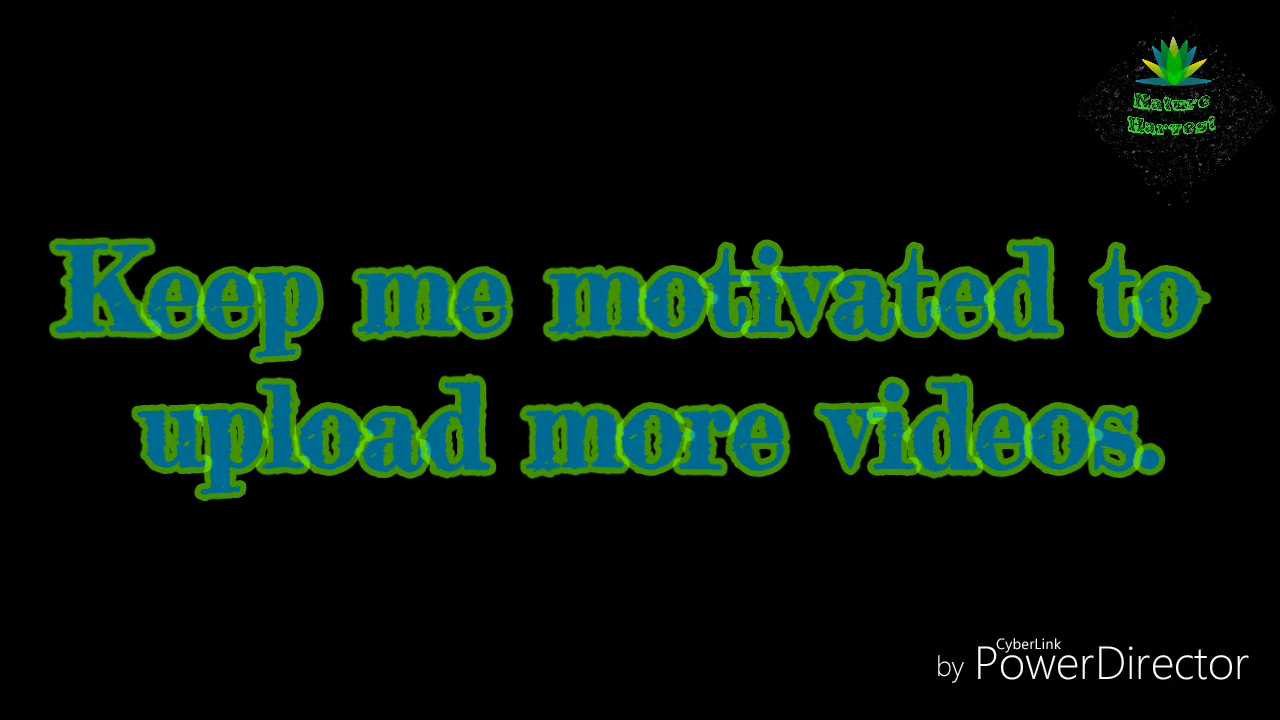 Nature
Harvest
Keep me motivated to
upload more videos.
CyberLink
by PowerDirector